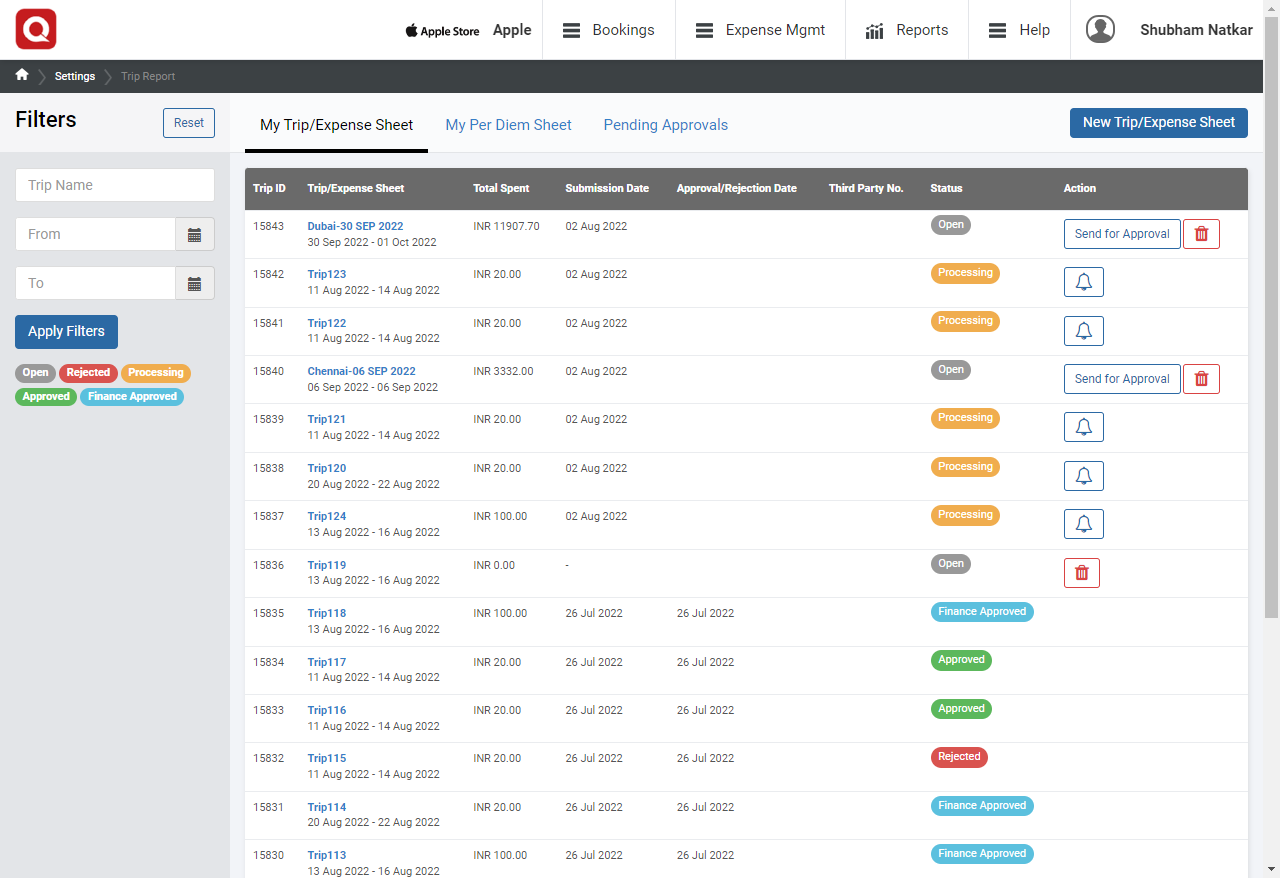 Apple Store Apple Bookings Expense Mgmt Reports Help Shubham Natkar
Settings Trip Report
Filters Reset
Trip Name
From
To
Apply Filters
Open Rejected Processing
Approved Finance Approved
My Trip/Expense Sheet My Per Diem Sheet Pending Approvals New Trip/Expense Sheet
Trip ID Trip/Expense Sheet Total Spent Submission Date Approval/Rejection Date Third Party No. Status Action
15843 Dubai-30 SEP 2022 INR 11907.70 02 Aug 2022 Open Send for Approval
30 Sep 2022 - 01 Oct 2022
15842 Trip123 INR 20.00 02 Aug 2022 Processing
11 Aug 2022 - 14 Aug 2022
15841 Trip122 INR 20.00 02 Aug 2022 Processing
11 Aug 2022 - 14 Aug 2022
15840 Chennai-06 SEP 2022 INR 3332.00 02 Aug 2022 Open Send for Approval
06 Sep 2022 - 06 Sep 2022
15839 Trip121 INR 20.00 02 Aug 2022 Processing
11 Aug 2022 - 14 Aug 2022
15838 Trip120 INR 20.00 02 Aug 2022 Processing
20 Aug 2022 - 22 Aug 2022
15837 Trip124 INR 100.00 02 Aug 2022 Processing
13 Aug 2022 - 16 Aug 2022
15836 Trip119 INR 0.00 - Open
13 Aug 2022 - 16 Aug 2022
15835 Trip118 INR 100.00 26 Jul 2022 26 Jul 2022 Finance Approved
13 Aug 2022 - 16 Aug 2022
15834 Trip117 INR 20.00 26 Jul 2022 26 Jul 2022 Approved
11 Aug 2022 - 14 Aug 2022
15833 Trip116 INR 20.00 26 Jul 2022 26 Jul 2022 Approved
11 Aug 2022 - 14 Aug 2022
15832 Trip115 INR 20.00 26 Jul 2022 26 Jul 2022 Rejected
11 Aug 2022 - 14 Aug 2022
15831 Trip114 INR 20.00 26 Jul 2022 26 Jul 2022 Finance Approved
20 Aug 2022 - 22 Aug 2022
15830 Trip113 INR 100.00 26 Jul 2022 26 Jul 2022 Finance Approved
13 Aug 2022 - 16 Aug 2022